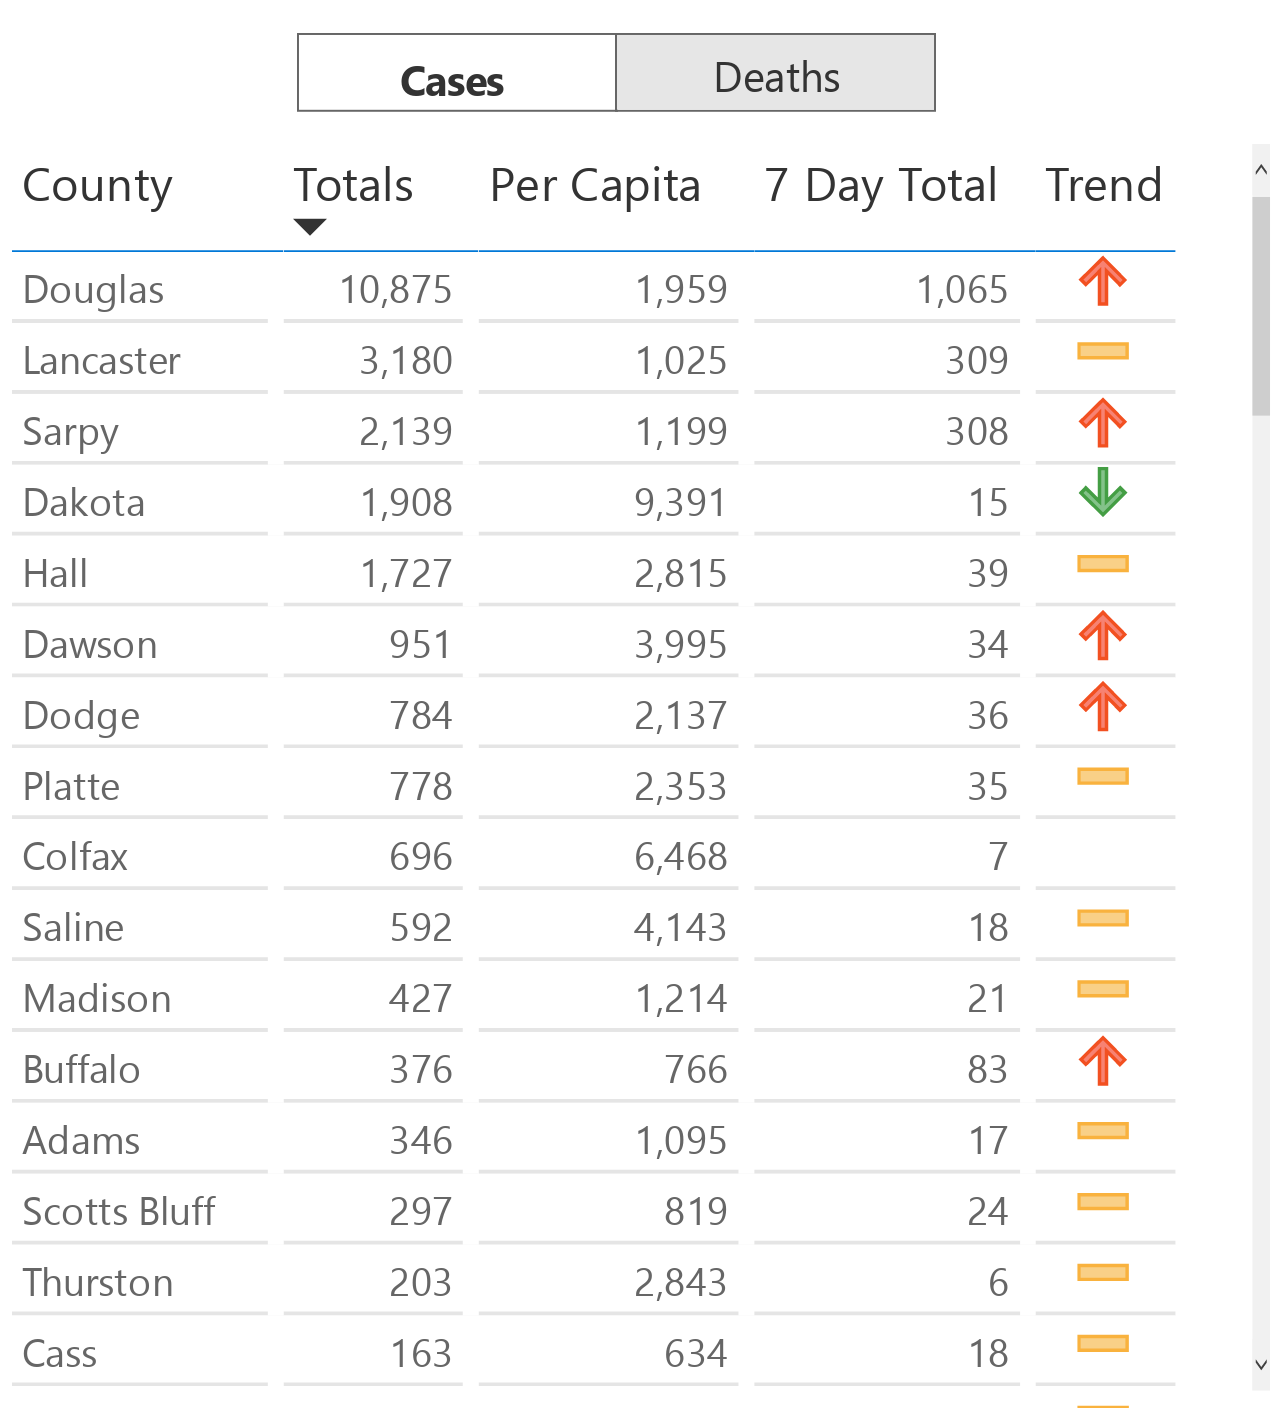 Cases Deaths
County Totals Per Capita 7 Day Total Trend
Douglas 10,875 1,959 1,065
Lancaster 3,180 1,025 309
Sarpy 2,139 1,199 308
Dakota 1,908 9,391 15
Hall 1,727 2,815 39
Dawson 951 3,995 34
Dodge 784 2,137 36
Platte 778 2,353 35
Colfax 696 6,468 7
Saline 592 4,143 18
Madison 427 1,214 21
Buffalo 376 766 83
Adams 346 1,095 17
Scotts Bluff 297 819 24
Thurston 203 2,843 6
Cass 163 634 18